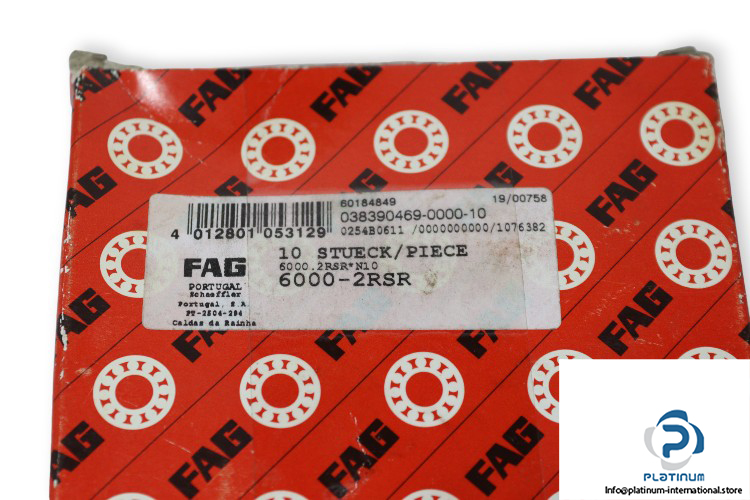 FAG
FAG
FAG
FAG
FAG
60184849
19/00758
038390469-0000-10
4 012801 053129
0254B0611 /0000000000/1076382
10 STUECK/PIECE
6000.2RSR*N10
6000-2RSR
FAG
PORTUGAL
Schaeffler
Portugal, S.A.
PT-2504-294
Caldas da Rainha
FAG
FAG
FAG
FAG
FAG
PLATINUM
Info@platinum-international.store